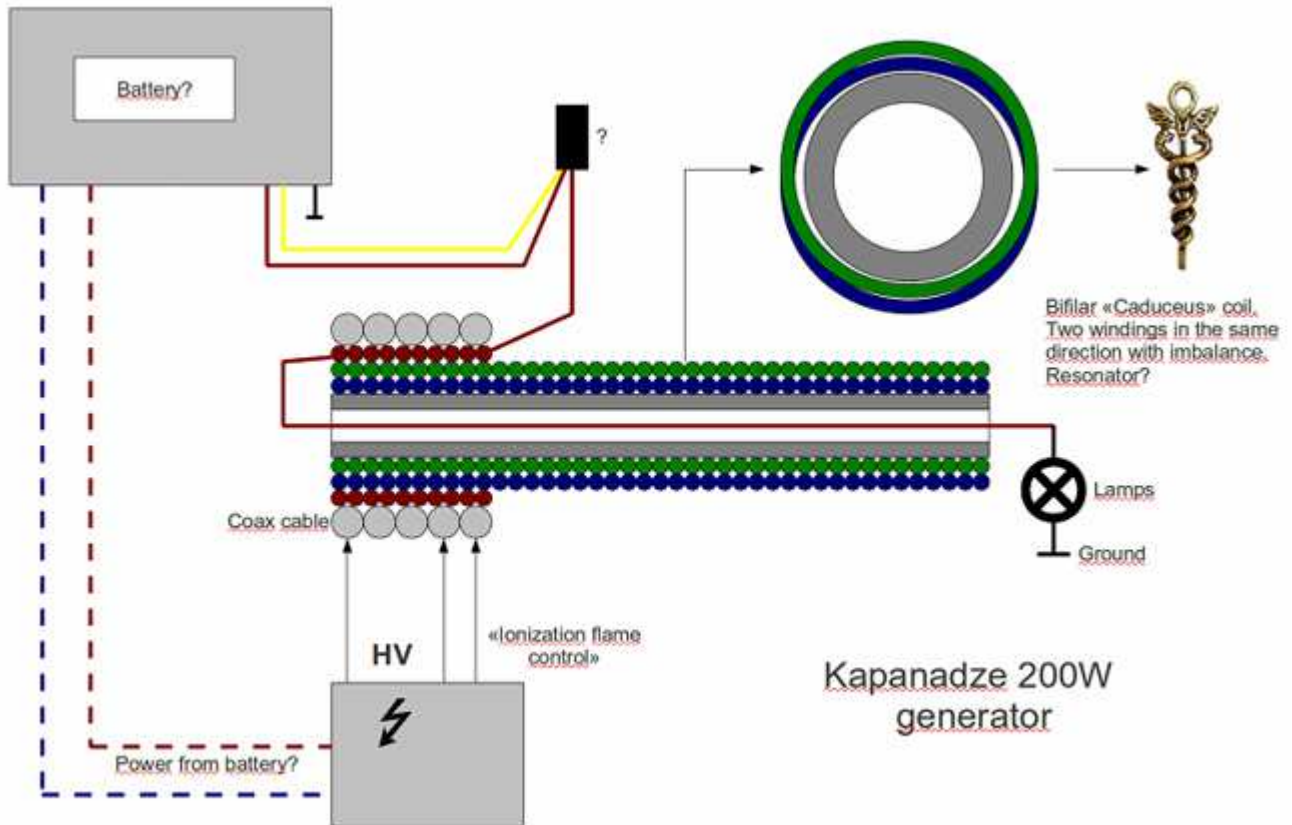 Battery?
?
Bifilar «Caduceus» coil.
Two windings in the same
direction with imbalance.
Resonator?
Coax cable
Lamps
Ground
HV
«Ionization flame
control»
Kapanadze 200W
generator
Power from battery?